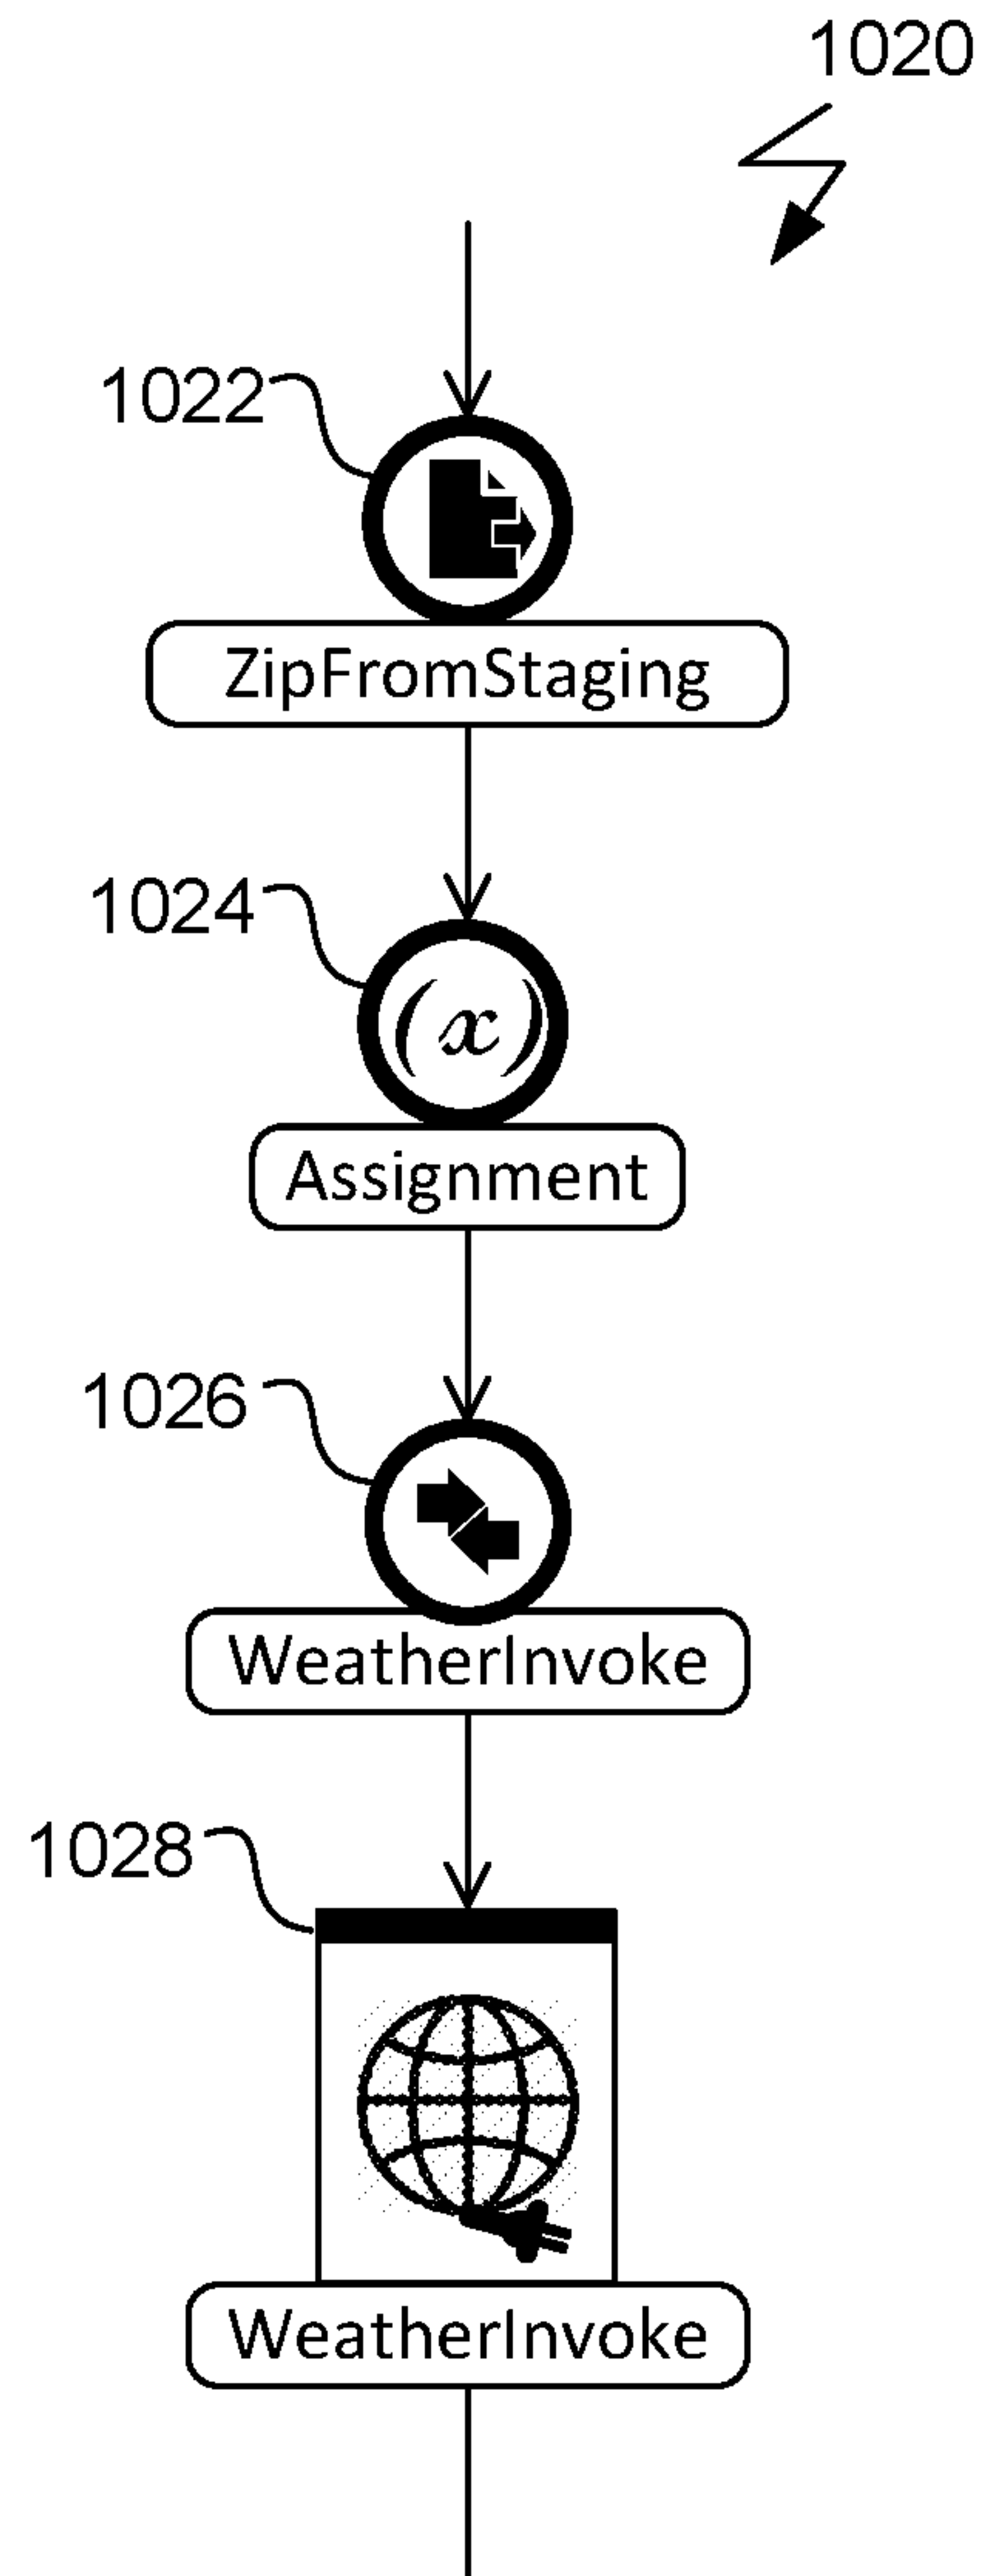 1020
1022
ZipFromStaging
1024
(x)
Assignment
1026
WeatherInvoke
1028
WeatherInvoke